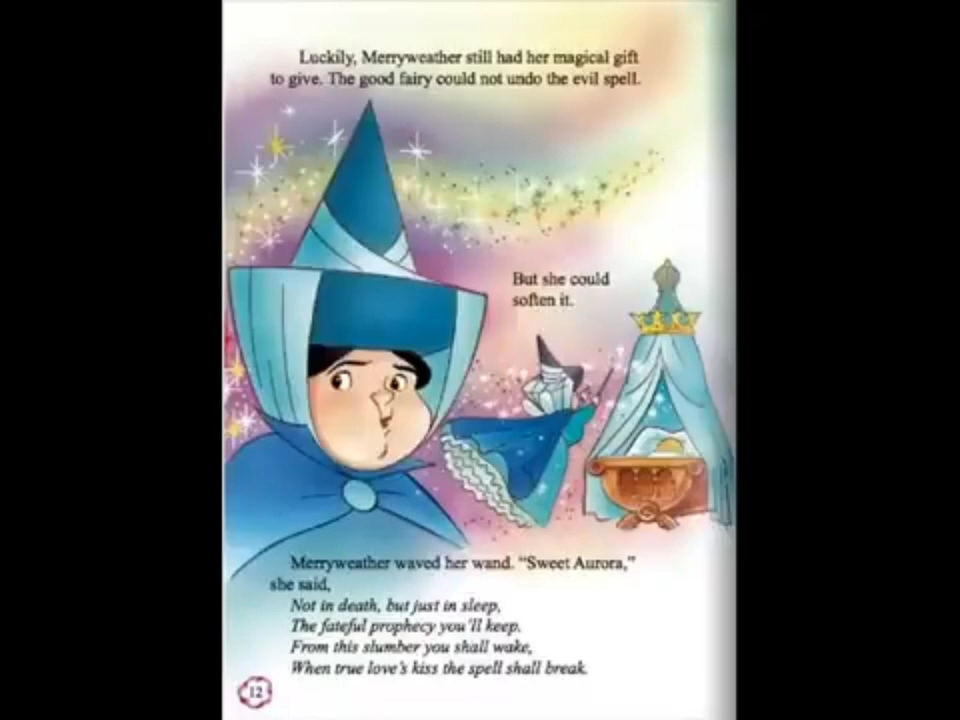 Luckily, Merryweather still had her magical gift
to give. The good fairy could not undo the evil spell.
But she could
soften it.
Merryweather waved her wand. “Sweet Aurora,”
she said,
Not in death, but just in sleep,
The fateful prophecy you’ll keep.
From this slumber you shall wake,
When true love’s kiss the spell shall break.
12